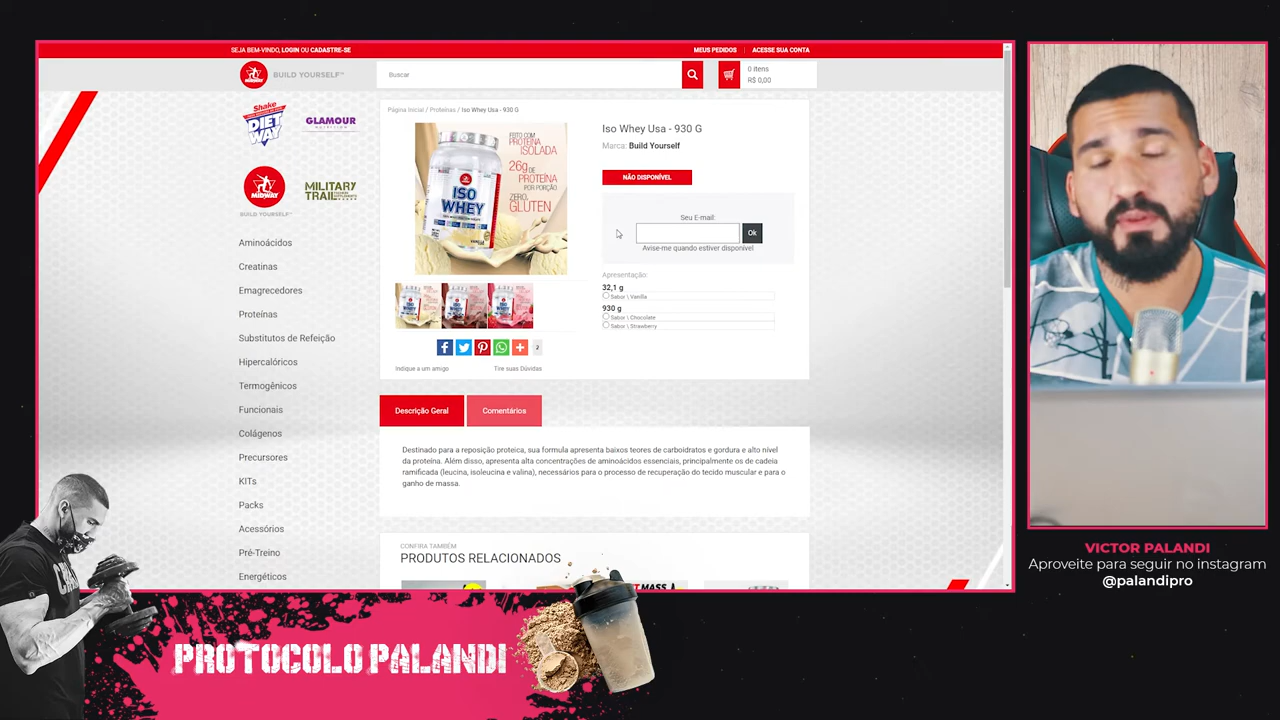 SEJA BEM-VINDO, LOGIN OU CADASTRE-SE
MEUS PEDIDOS | ACESSE SUA CONTA
MIDWAY BUILD YOURSELF™
Buscar
0 itens
R$ 0,00
Shake
DIET
WAY
GLAMOUR
NUTRITION
MIDWAY
BUILD YOURSELF™
MILITARY
TRAIL
Aminoácidos
Creatinas
Emagrecedores
Proteínas
Substitutos de Refeição
Hipercalóricos
Termogênicos
Funcionais
Colágenos
Precursores
KITs
Packs
Acessórios
Pré-Treino
Energéticos
Página Inicial / Proteínas / Iso Whey Usa - 930 G
FEITO COM
PROTEÍNA
ISOLADA
26g
DE
PROTEÍNA
POR PORÇÃO
ZERO
GLUTEN
ISO
WHEY
Iso Whey Usa - 930 G
Marca: Build Yourself
NÃO DISPONÍVEL
Seu E-mail:
Ok
Avise-me quando estiver disponível
Apresentação:
32,1 g
Sabor \ Vanilla
930 g
Sabor \ Chocolate
Sabor \ Strawberry
2
Indique a um amigo
Tire suas Dúvidas
Descrição Geral
Comentários
Destinado para a reposição proteica, sua formula apresenta baixos teores de carboidratos e gordura e alto nível
da proteína. Além disso, apresenta alta concentrações de aminoácidos essenciais, principalmente os de cadeia
ramificada (leucina, isoleucina e valina), necessários para o processo de recuperação do tecido muscular e para o
ganho de massa.
CONFIRA TAMBÉM
PRODUTOS RELACIONADOS
VICTOR PALANDI
Aproveite para seguir no instagram
@palandipro
PROTOCOLO PALANDI